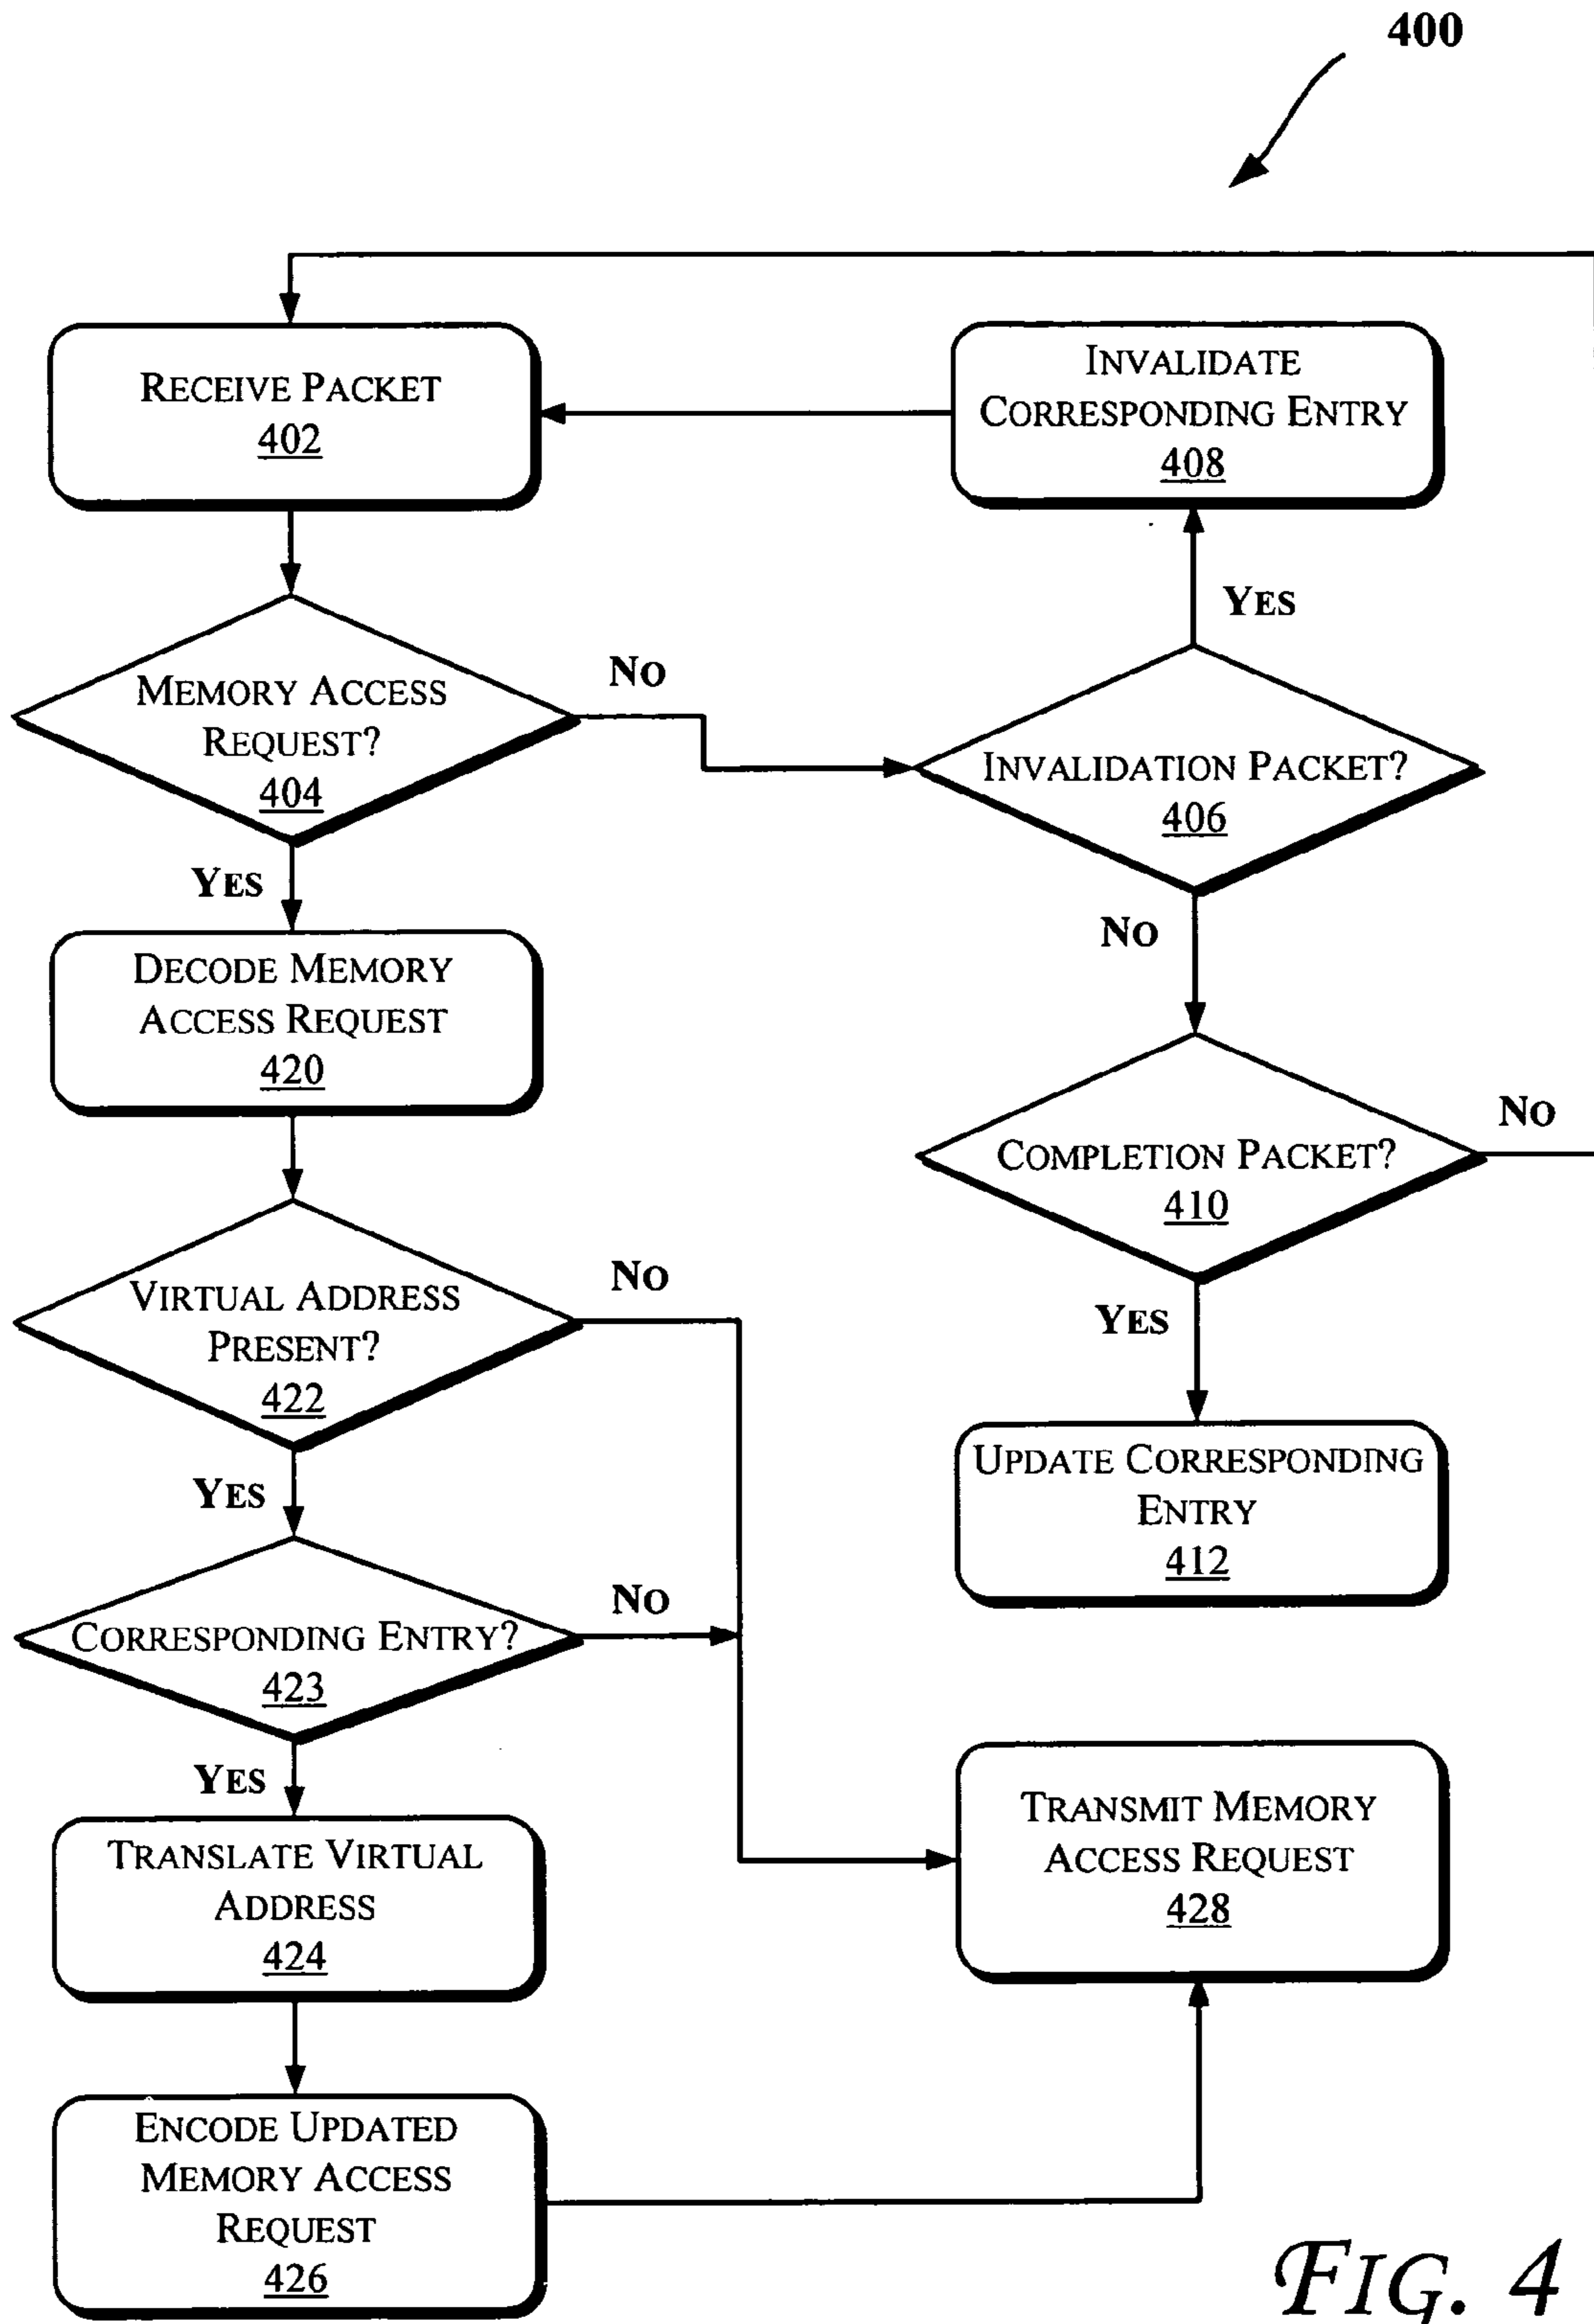 400
RECEIVE PACKET
402
INVALIDATE
CORRESPONDING ENTRY
408
YES
MEMORY ACCESS
REQUEST?
404
NO
INVALIDATION PACKET?
406
YES
NO
DECODE MEMORY
ACCESS REQUEST
420
COMPLETION PACKET?
410
NO
YES
VIRTUAL ADDRESS
PRESENT?
422
NO
YES
UPDATE CORRESPONDING
ENTRY
412
CORRESPONDING ENTRY?
423
NO
YES
TRANSLATE VIRTUAL
ADDRESS
424
TRANSMIT MEMORY
ACCESS REQUEST
428
ENCODE UPDATED
MEMORY ACCESS
REQUEST
426
FIG. 4